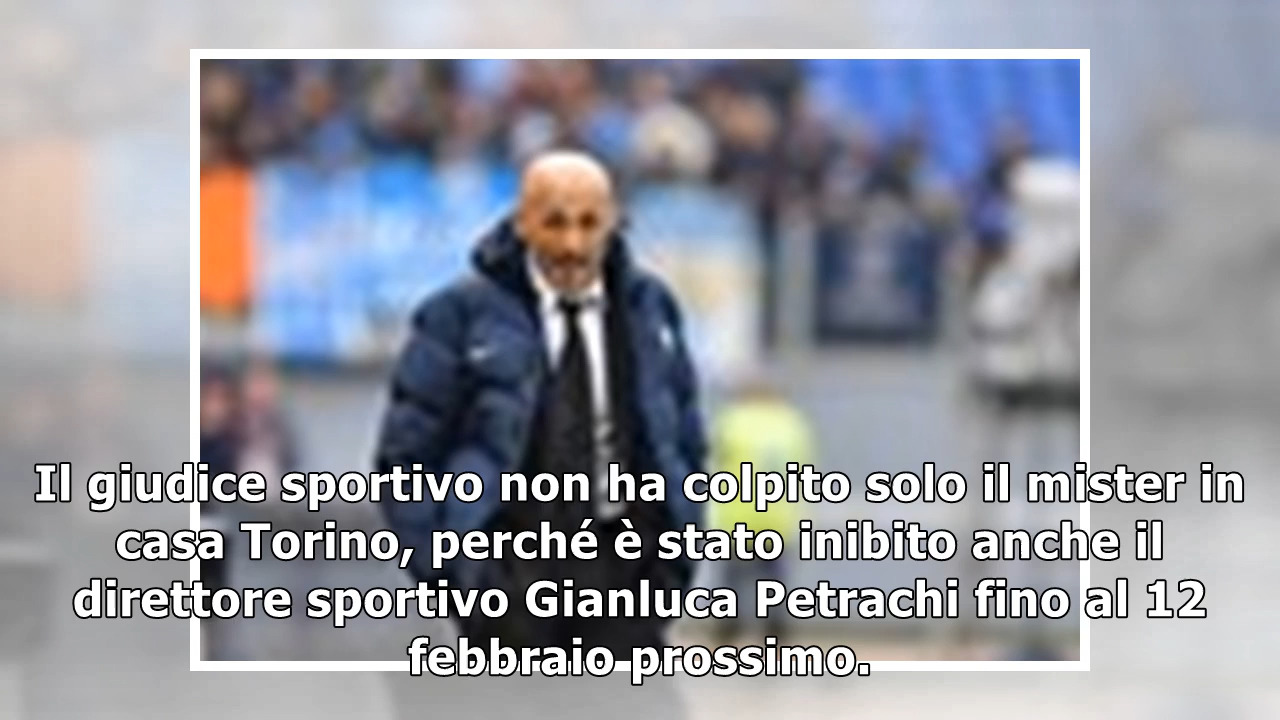 Il giudice sportivo non ha colpito solo il mister in
casa Torino, perché è stato inibito anche il
direttore sportivo Gianluca Petrachi fino al 12
febbraio prossimo.